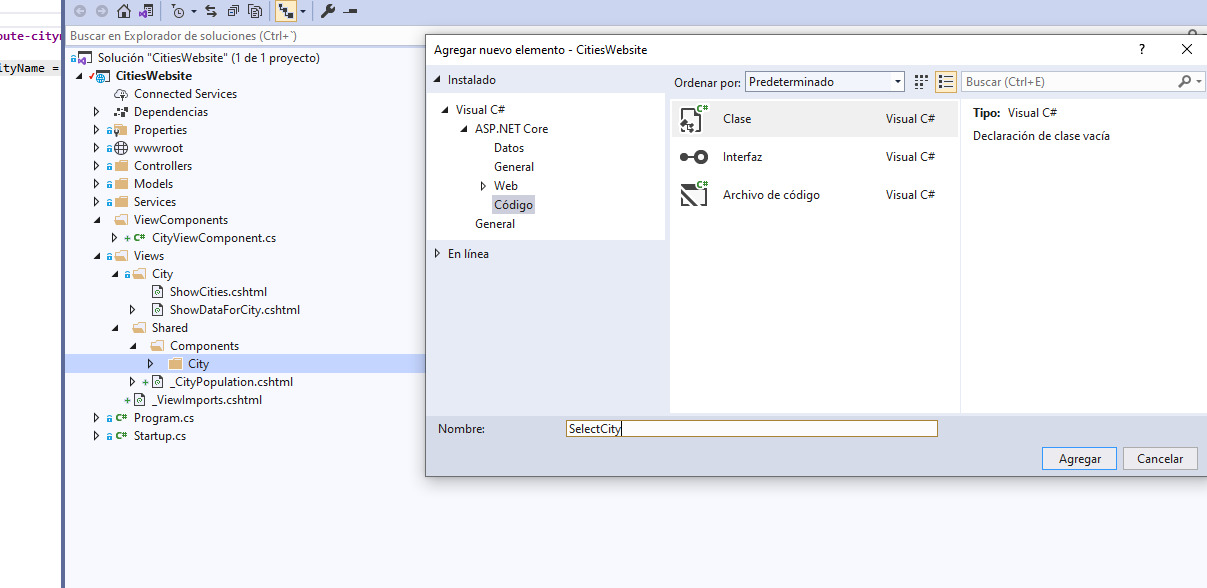 oute-city
ityName =
Buscar en Explorador de soluciones (Ctrl+`)
Solución "CitiesWebsite" (1 de 1 proyecto)
CitiesWebsite
Connected Services
Dependencias
Properties
wwwroot
Controllers
Models
Services
ViewComponents
C# CityViewComponent.cs
Views
City
ShowCities.cshtml
ShowDataForCity.cshtml
Shared
Components
City
_CityPopulation.cshtml
_ViewImports.cshtml
C# Program.cs
C# Startup.cs
Agregar nuevo elemento - CitiesWebsite
?
Instalado
Visual C#
ASP.NET Core
Datos
General
Web
Código
General
En línea
Ordenar por: Predeterminado
Buscar (Ctrl+E)
C# Clase Visual C#
Interfaz Visual C#
C# Archivo de código Visual C#
Tipo: Visual C#
Declaración de clase vacía
Nombre: SelectCity
Agregar Cancelar